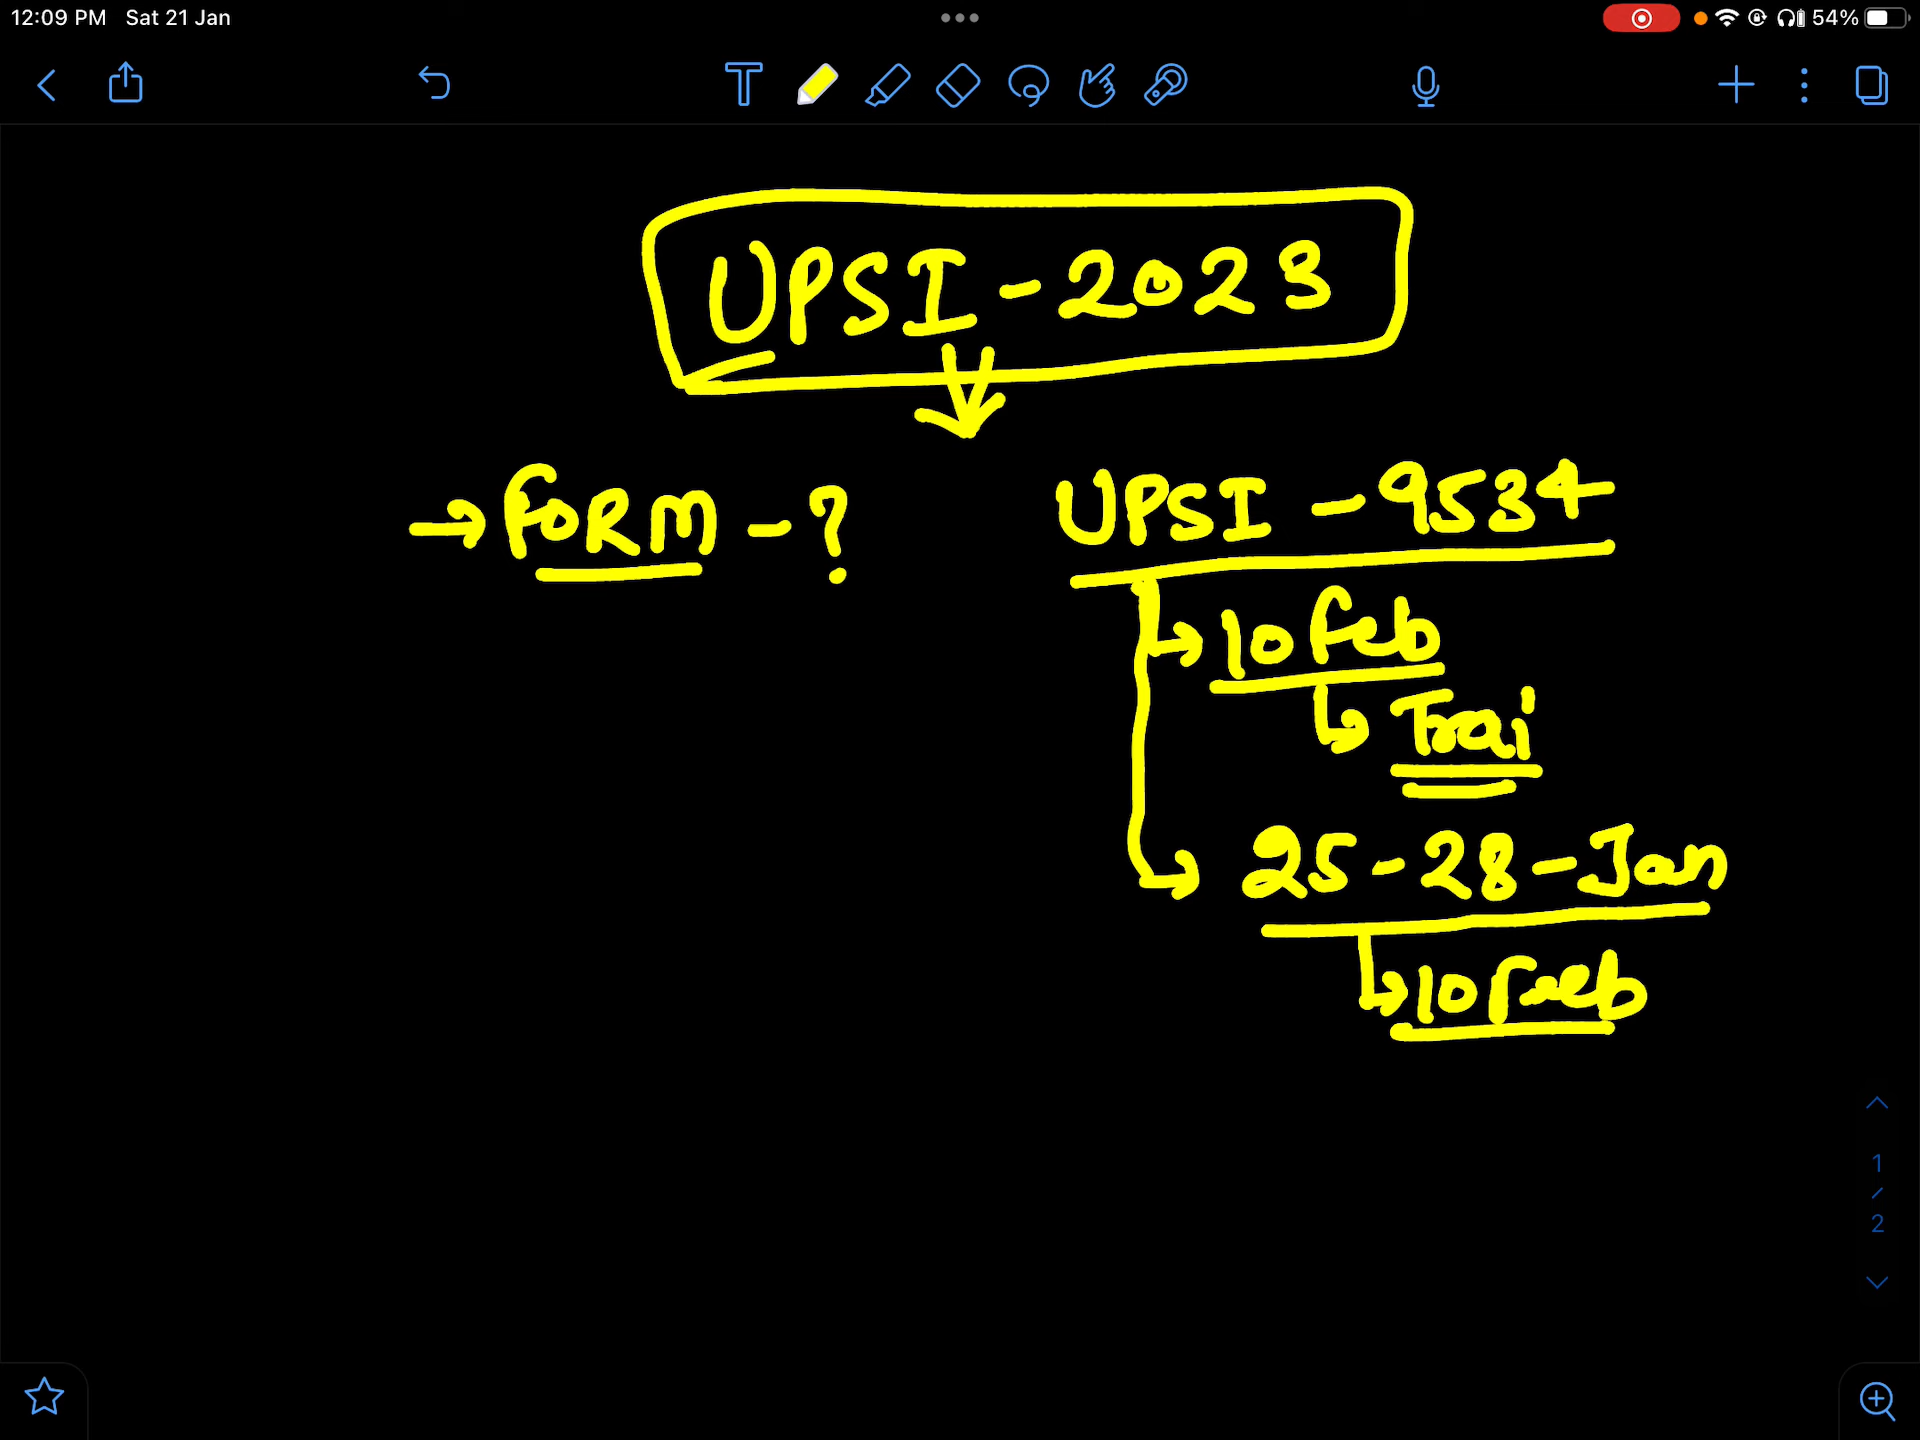 12:09 PM Sat 21 Jan
54%
T
UPSI - 2023
→ FORM - ?
UPSI - 9534
10 feb
Trai
25-28-Jan
10 Feb
1
/
2